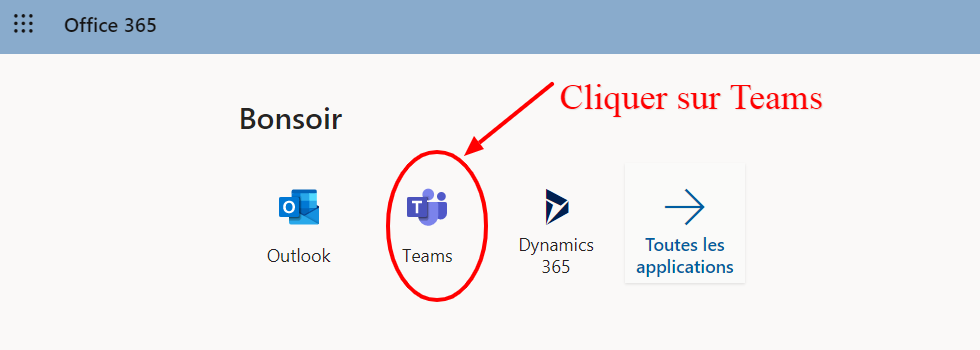 Office 365
Cliquer sur Teams
Bonsoir
Outlook
Teams
Dynamics
365
Toutes les
applications